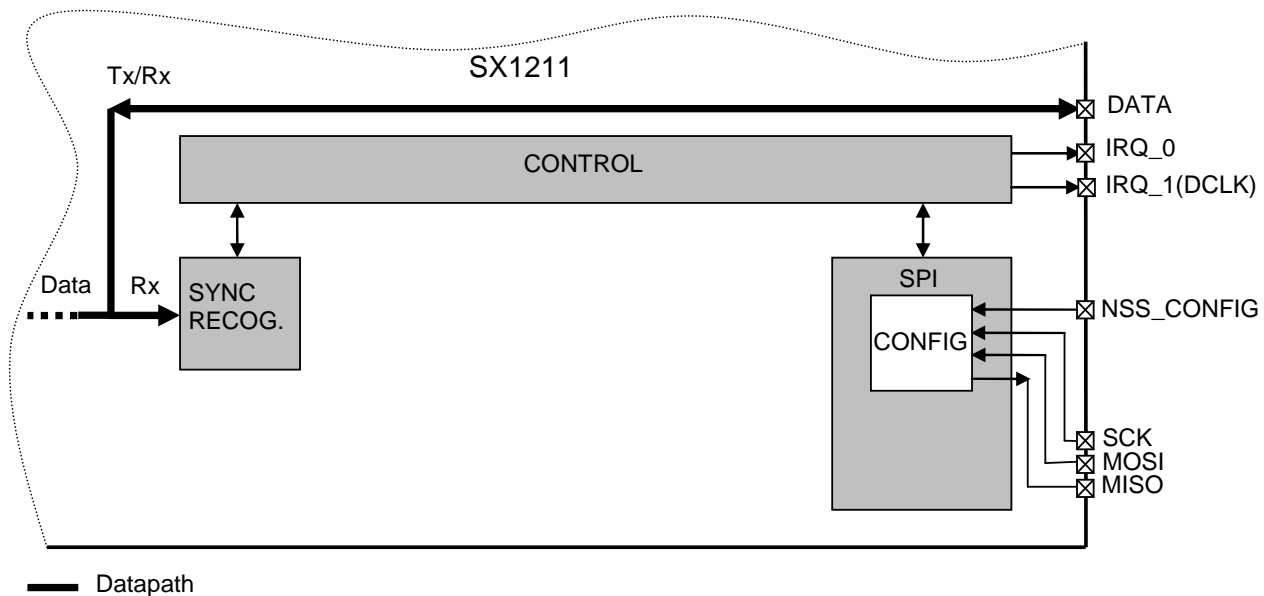 SX1211
Tx/Rx
DATA
IRQ_0
CONTROL
IRQ_1(DCLK)
Data
Rx
SYNC
RECOG.
SPI
NSS_CONFIG
CONFIG
SCK
MOSI
MISO
Datapath